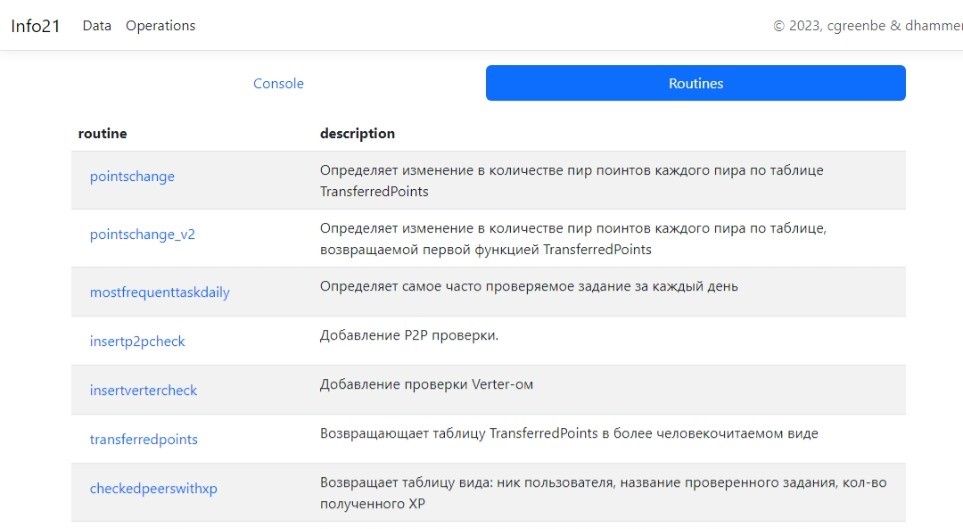 Info21 Data Operations © 2023, cgreenbe & dhammer
Console Routines
routine description
pointschange
Определяет изменение в количестве пир поинтов каждого пира по таблице
TransferredPoints
pointschange_v2
Определяет изменение в количестве пир поинтов каждого пира по таблице,
возвращаемой первой функцией TransferredPoints
mostfrequenttaskdaily
Определяет самое часто проверяемое задание за каждый день
insertp2pcheck
Добавление P2P проверки.
insertvertercheck
Добавление проверки Verter-ом
transferredpoints
Возвращающает таблицу TransferredPoints в более человекочитаемом виде
checkedpeerswithxp
Возвращает таблицу вида: ник пользователя, название проверенного задания, кол-во
полученного XP